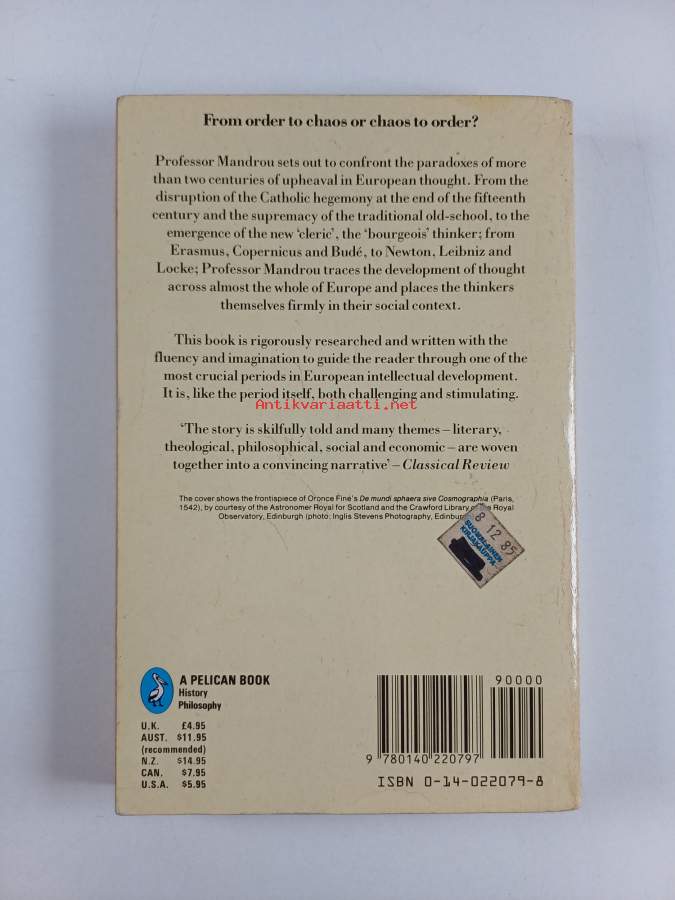 From order to chaos or chaos to order?
Professor Mandrou sets out to confront the paradoxes of more
than two centuries of upheaval in European thought. From the
disruption of the Catholic hegemony at the end of the fifteenth
century and the supremacy of the traditional old-school, to the
emergence of the new ‘cleric’, the ‘bourgeois’ thinker; from
Erasmus, Copernicus and Budé, to Newton, Leibniz and
Locke; Professor Mandrou traces the development of thought
across almost the whole of Europe and places the thinkers
themselves firmly in their social context.
This book is rigorously researched and written with the
fluency and imagination to guide the reader through one of the
most crucial periods in European intellectual development.
It is, like the period itself, both challenging and stimulating.
Antikvariaatti.net
‘The story is skilfully told and many themes – literary,
theological, philosophical, social and economic – are woven
together into a convincing narrative’ – Classical Review
The cover shows the frontispiece of Oronce Finé's De mundi sphaera sive Cosmographia (Paris,
1542), by courtesy of the Astronomer Royal for Scotland and the Crawford Library Royal
Observatory, Edinburgh (photo: Inglis Stevens Photography,
8 12 85
SUOMALAINEN
KIRJAKAUPPA
A PELICAN BOOK
History
Philosophy
U.K. £4.95
AUST. $11.95
(recommended)
N.Z. $14.95
CAN. $7.95
U.S.A. $5.95
90000
9 780140 220797
ISBN 0-14-022079-8